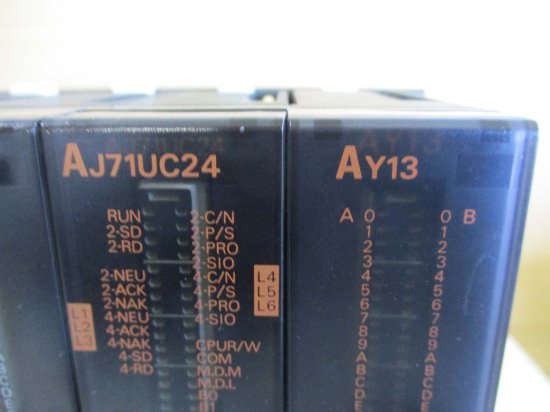 AJ71UC24
RUN 2-C/N
2-SD 2-P/S
2-RD 2-PRO
2-SIO
2-NEU 4-C/N L4
2-ACK 4-P/S L5
2-NAK 4-PRO L6
L1 4-NEU 4-SIO
L2 4-ACK
L3 4-NAK CPUR/W
4-SD COM
4-RD M.D.M
M.D.L
B0
B1
AY13
A 0 0 B
1 1
2 2
3 3
4 4
5 5
6 6
7 7
8 8
9 9
A A
B B
C C
D D
E E